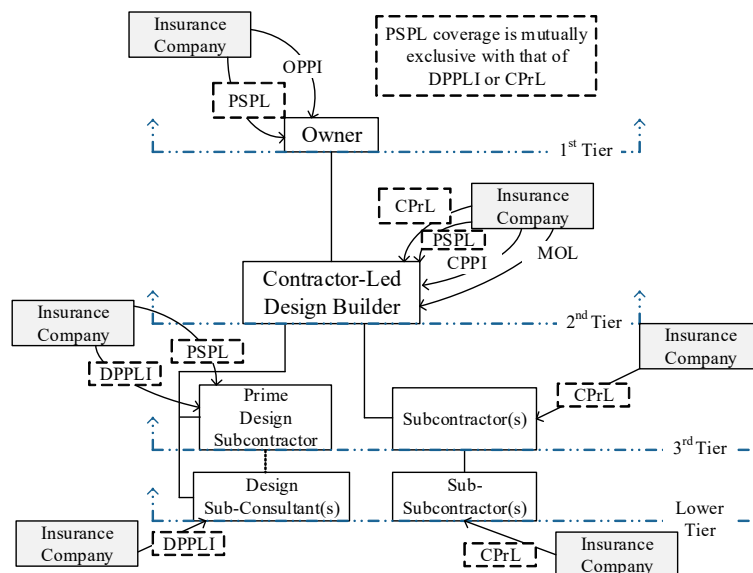 Insurance
Company
OPPI
PSPL
PSPL coverage is mutually
exclusive with that of
DPPLI or CPrL
Owner
1st Tier
CPrL
Insurance
Company
PSPL
CPPI
MOL
Contractor-Led
Design Builder
2nd Tier
Insurance
Company
PSPL
DPPLI
Insurance
Company
CPrL
Prime
Design
Subcontractor
Subcontractor(s)
3rd Tier
Design
Sub-Consultant(s)
Sub-
Subcontractor(s)
Lower
Tier
Insurance
Company
DPPLI
CPrL
Insurance
Company